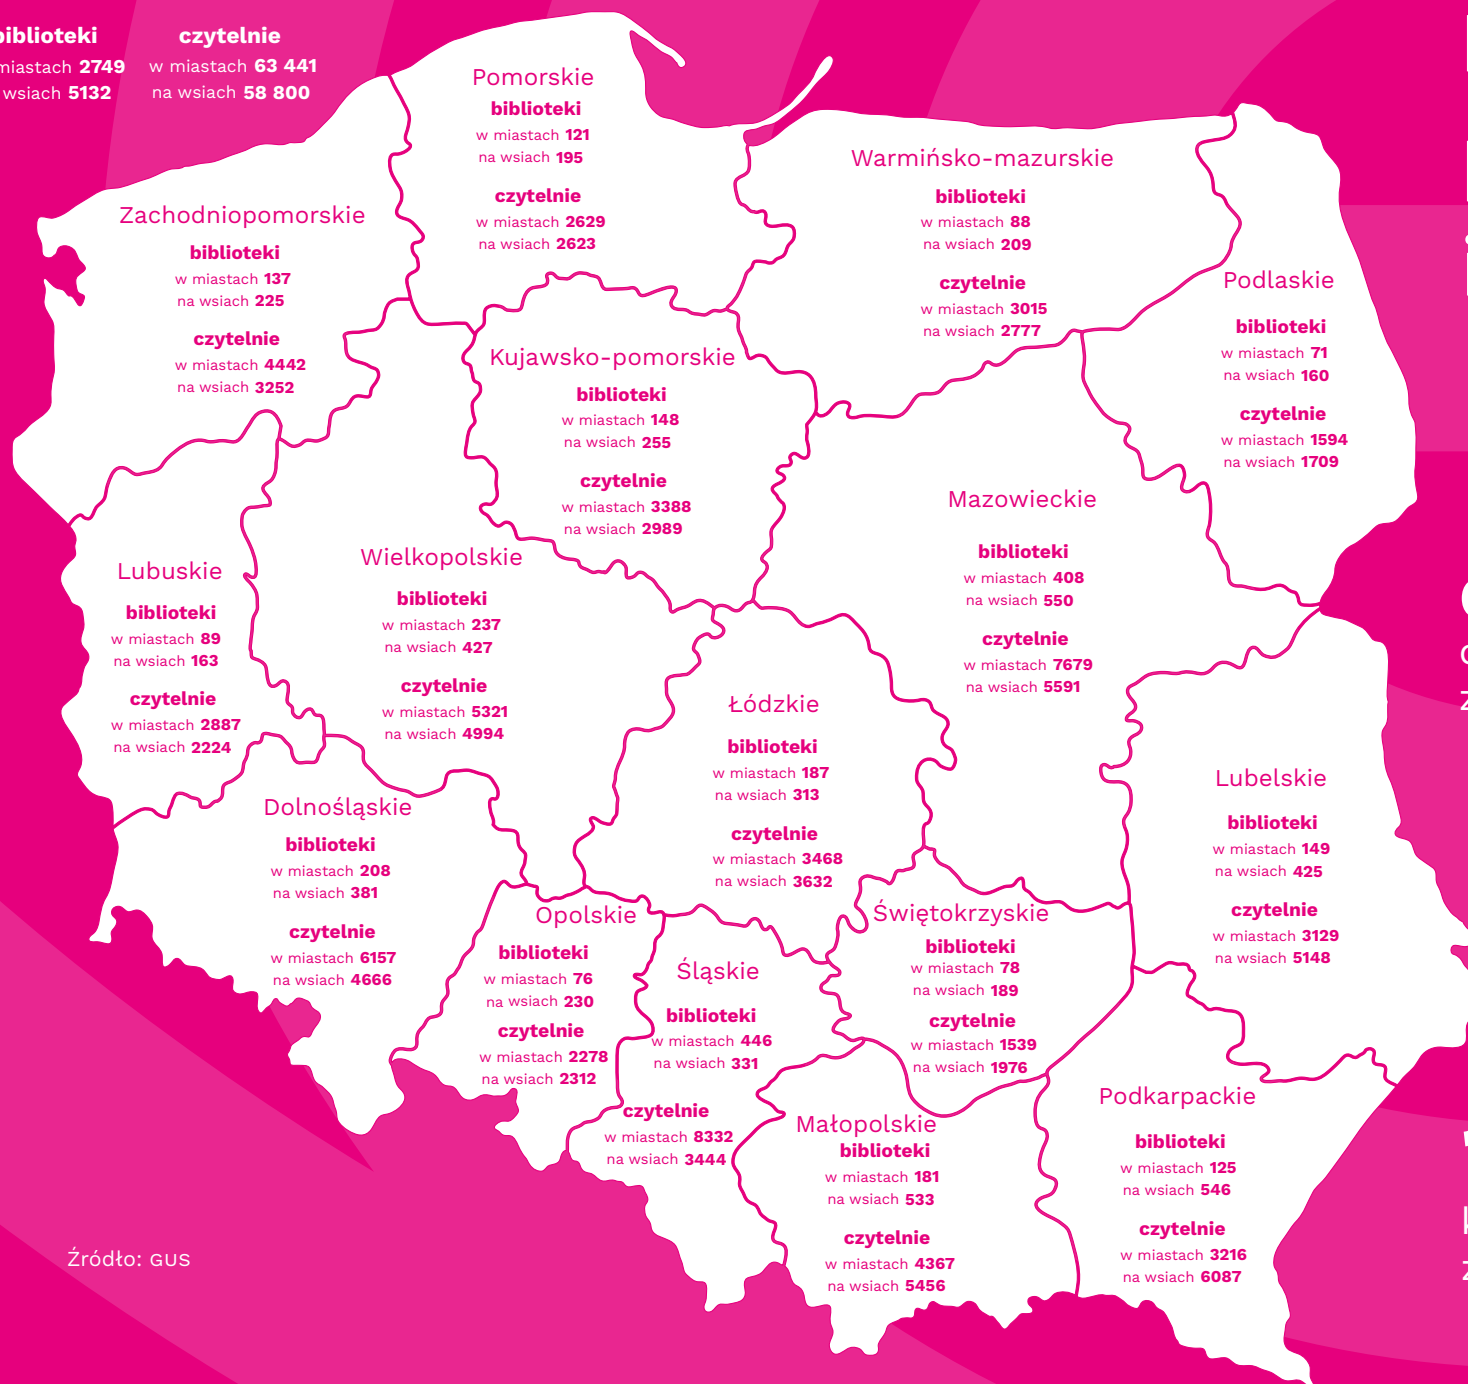 biblioteki
miastach 2749
wsiach 5132
czytelnie
w miastach 63 441
na wsiach 58 800
Pomorskie
biblioteki
w miastach 121
na wsiach 195
czytelnie
w miastach 2629
na wsiach 2623
Warmińsko-mazurskie
biblioteki
w miastach 88
na wsiach 209
czytelnie
w miastach 3015
na wsiach 2777
Zachodniopomorskie
biblioteki
w miastach 137
na wsiach 225
czytelnie
w miastach 4442
na wsiach 3252
Podlaskie
biblioteki
w miastach 71
na wsiach 160
czytelnie
w miastach 1594
na wsiach 1709
Kujawsko-pomorskie
biblioteki
w miastach 148
na wsiach 255
czytelnie
w miastach 3388
na wsiach 2989
Mazowieckie
biblioteki
w miastach 408
na wsiach 550
czytelnie
w miastach 7679
na wsiach 5591
Wielkopolskie
biblioteki
w miastach 237
na wsiach 427
czytelnie
w miastach 5321
na wsiach 4994
Lubuskie
biblioteki
w miastach 89
na wsiach 163
czytelnie
w miastach 2887
na wsiach 2224
Łódzkie
biblioteki
w miastach 187
na wsiach 313
czytelnie
w miastach 3468
na wsiach 3632
Lubelskie
biblioteki
w miastach 149
na wsiach 425
czytelnie
w miastach 3129
na wsiach 5148
Dolnośląskie
biblioteki
w miastach 208
na wsiach 381
czytelnie
w miastach 6157
na wsiach 4666
Opolskie
biblioteki
w miastach 76
na wsiach 230
czytelnie
w miastach 2278
na wsiach 2312
Śląskie
biblioteki
w miastach 446
na wsiach 331
czytelnie
w miastach 8332
na wsiach 3444
Świętokrzyskie
biblioteki
w miastach 78
na wsiach 189
czytelnie
w miastach 1539
na wsiach 1976
Małopolskie
biblioteki
w miastach 181
na wsiach 533
czytelnie
w miastach 4367
na wsiach 5456
Podkarpackie
biblioteki
w miastach 125
na wsiach 546
czytelnie
w miastach 3216
na wsiach 6087
Źródło: GUS